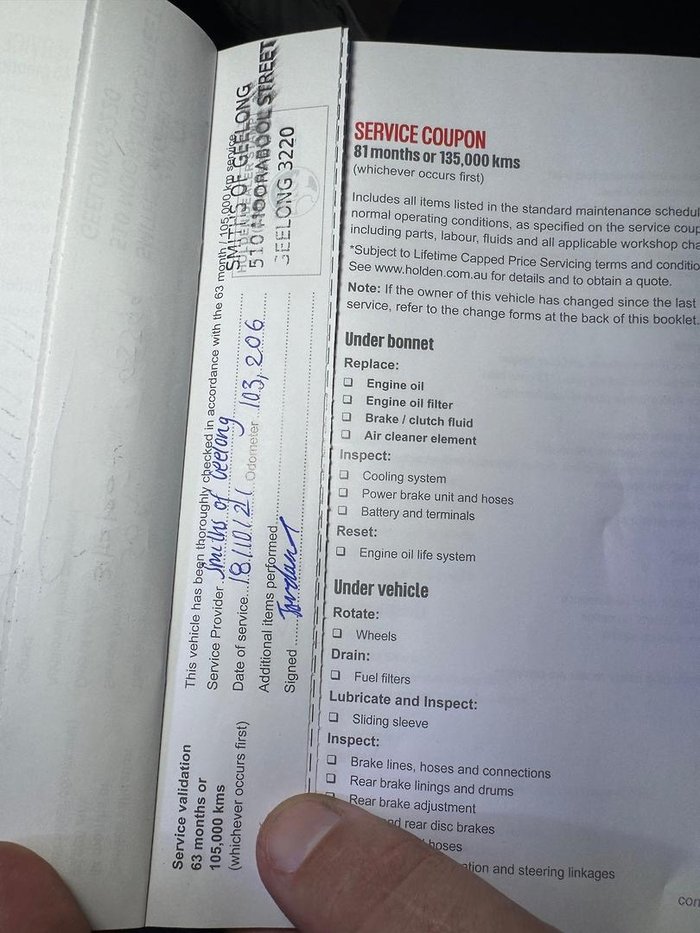 Service validation
63 months or
105,000 kms
(whichever occurs first)
This vehicle has been thoroughly checked in accordance with the 63 month / 105,000 km service
Service Provider Smiths of Geelong
Date of service 18/10/21 Odometer 103,206
Additional items performed
Signed Jordan
SMITHS OF GEELONG
510 MOORABOOL STREET
GEELONG 3220
SERVICE COUPON
81 months or 135,000 kms
(whichever occurs first)
Includes all items listed in the standard maintenance schedul
normal operating conditions, as specified on the service coup
including parts, labour, fluids and all applicable workshop cha
*Subject to Lifetime Capped Price Servicing terms and conditio
See www.holden.com.au for details and to obtain a quote.
Note: If the owner of this vehicle has changed since the last
service, refer to the change forms at the back of this booklet.
Under bonnet
Replace:
Engine oil
Engine oil filter
Brake / clutch fluid
Air cleaner element
Inspect:
Cooling system
Power brake unit and hoses
Battery and terminals
Reset:
Engine oil life system
Under vehicle
Rotate:
Wheels
Drain:
Fuel filters
Lubricate and Inspect:
Sliding sleeve
Inspect:
Brake lines, hoses and connections
Rear brake linings and drums
Rear brake adjustment
nd rear disc brakes
hoses
tion and steering linkages
con